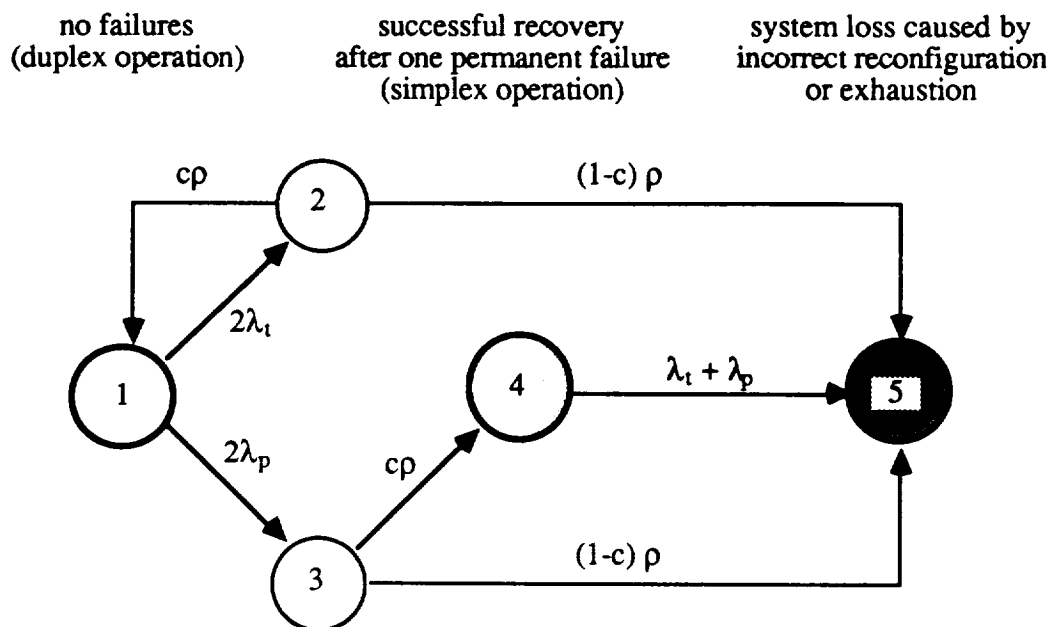 no failures
(duplex operation)
successful recovery
after one permanent failure
(simplex operation)
system loss caused by
incorrect reconfiguration
or exhaustion
cρ
2
(1-c) ρ
2λt
1
4
λt + λp
5
2λp
cρ
3
(1-c) ρ